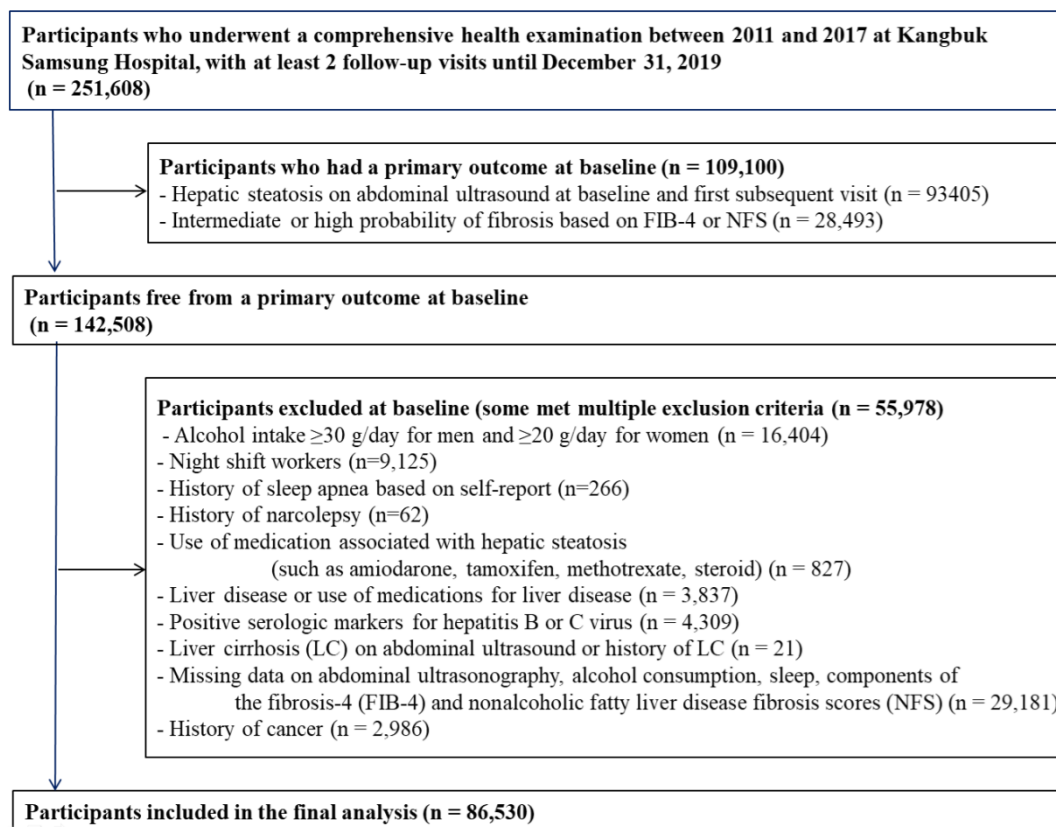 Participants who underwent a comprehensive health examination between 2011 and 2017 at Kangbuk
Samsung Hospital, with at least 2 follow-up visits until December 31, 2019
(n = 251,608)
Participants who had a primary outcome at baseline (n = 109,100)
- Hepatic steatosis on abdominal ultrasound at baseline and first subsequent visit (n = 93405)
- Intermediate or high probability of fibrosis based on FIB-4 or NFS (n = 28,493)
Participants free from a primary outcome at baseline
(n = 142,508)
Participants excluded at baseline (some met multiple exclusion criteria (n = 55,978)
- Alcohol intake ≥30 g/day for men and ≥20 g/day for women (n = 16,404)
- Night shift workers (n=9,125)
- History of sleep apnea based on self-report (n=266)
- History of narcolepsy (n=62)
- Use of medication associated with hepatic steatosis
(such as amiodarone, tamoxifen, methotrexate, steroid) (n = 827)
- Liver disease or use of medications for liver disease (n = 3,837)
- Positive serologic markers for hepatitis B or C virus (n = 4,309)
- Liver cirrhosis (LC) on abdominal ultrasound or history of LC (n = 21)
- Missing data on abdominal ultrasonography, alcohol consumption, sleep, components of
the fibrosis-4 (FIB-4) and nonalcoholic fatty liver disease fibrosis scores (NFS) (n = 29,181)
- History of cancer (n = 2,986)
Participants included in the final analysis (n = 86,530)